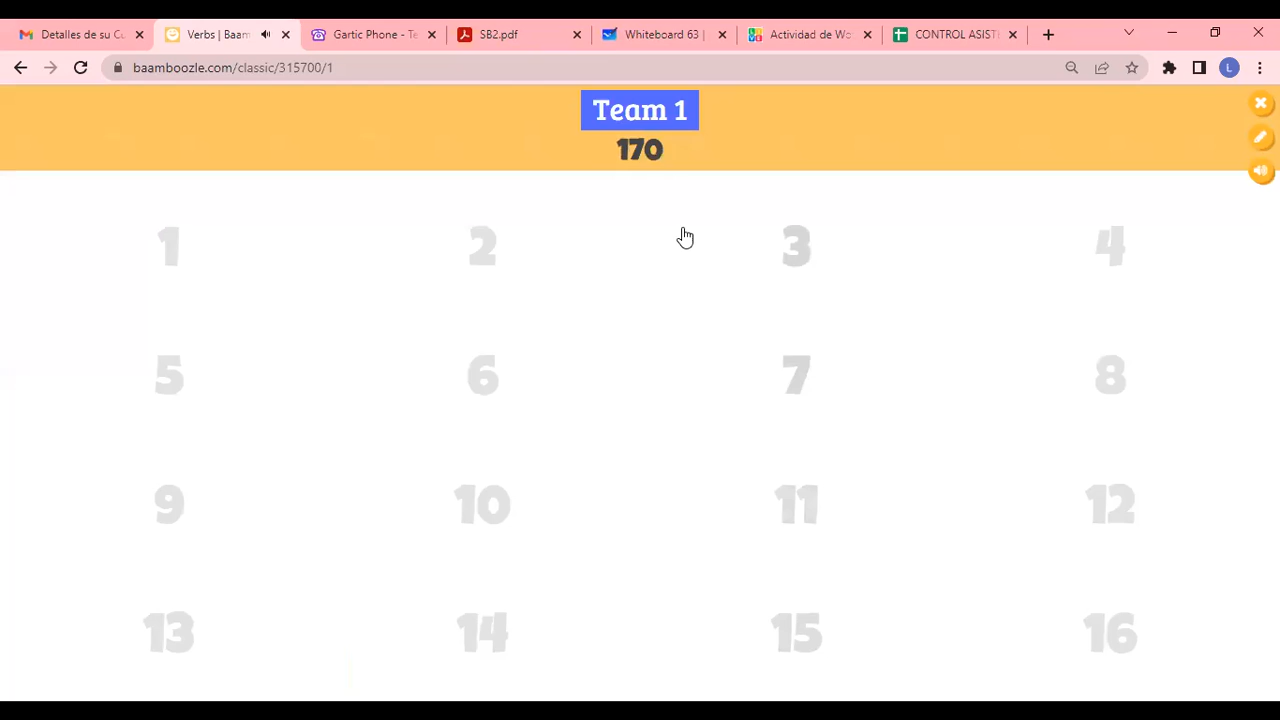 Detalles de su Cu
Verbs | Baam
Gartic Phone - Te
SB2.pdf
Whiteboard 63 |
Actividad de Wo
CONTROL ASIST
baamboozle.com/classic/315700/1
L
Team 1
170
1 2 3 4
5 6 7 8
9 10 11 12
13 14 15 16